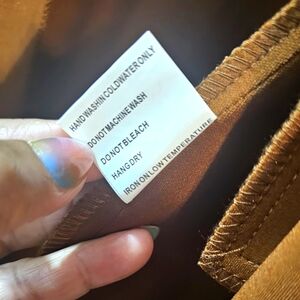 HAND WASH IN COLD WATER ONLY
DO NOT MACHINE WASH
DO NOT BLEACH
HANG DRY
IRON ON LOW TEMPERATURE